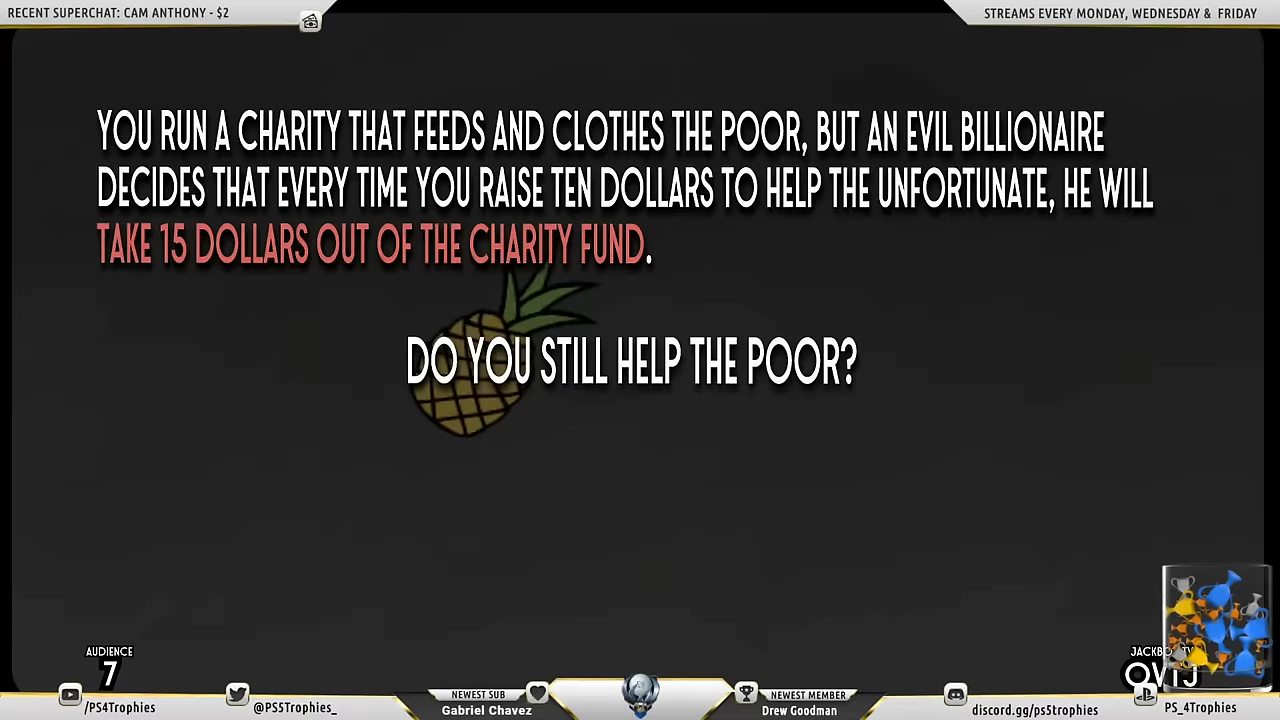 RECENT SUPERCHAT: CAM ANTHONY - $2
STREAMS EVERY MONDAY, WEDNESDAY & FRIDAY
YOU RUN A CHARITY THAT FEEDS AND CLOTHES THE POOR, BUT AN EVIL BILLIONAIRE
DECIDES THAT EVERY TIME YOU RAISE TEN DOLLARS TO HELP THE UNFORTUNATE, HE WILL
TAKE 15 DOLLARS OUT OF THE CHARITY FUND.
DO YOU STILL HELP THE POOR?
AUDIENCE
7
/PS4Trophies
@PS5Trophies_
NEWEST SUB
Gabriel Chavez
NEWEST MEMBER
Drew Goodman
discord.gg/ps5trophies
PS_4Trophies